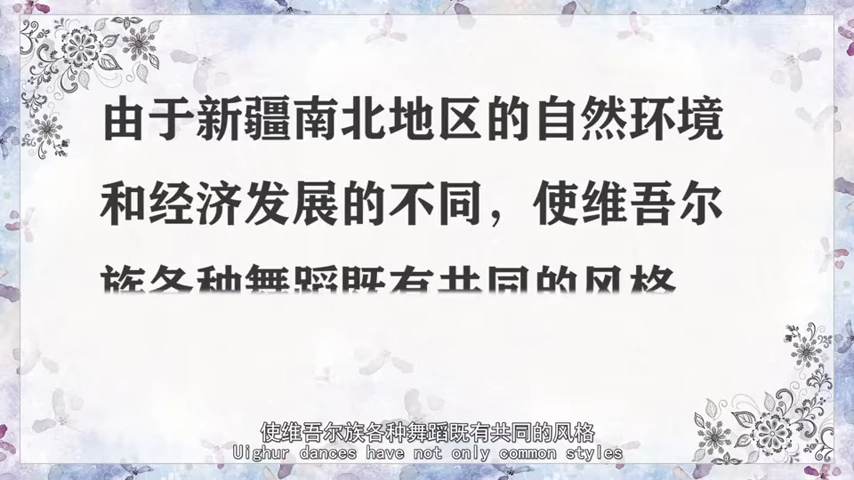 由于新疆南北地区的自然环境
和经济发展的不同，使维吾尔
族各种舞蹈既有共同的风格
使维吾尔族各种舞蹈既有共同的风格
Uighur dances have not only common styles